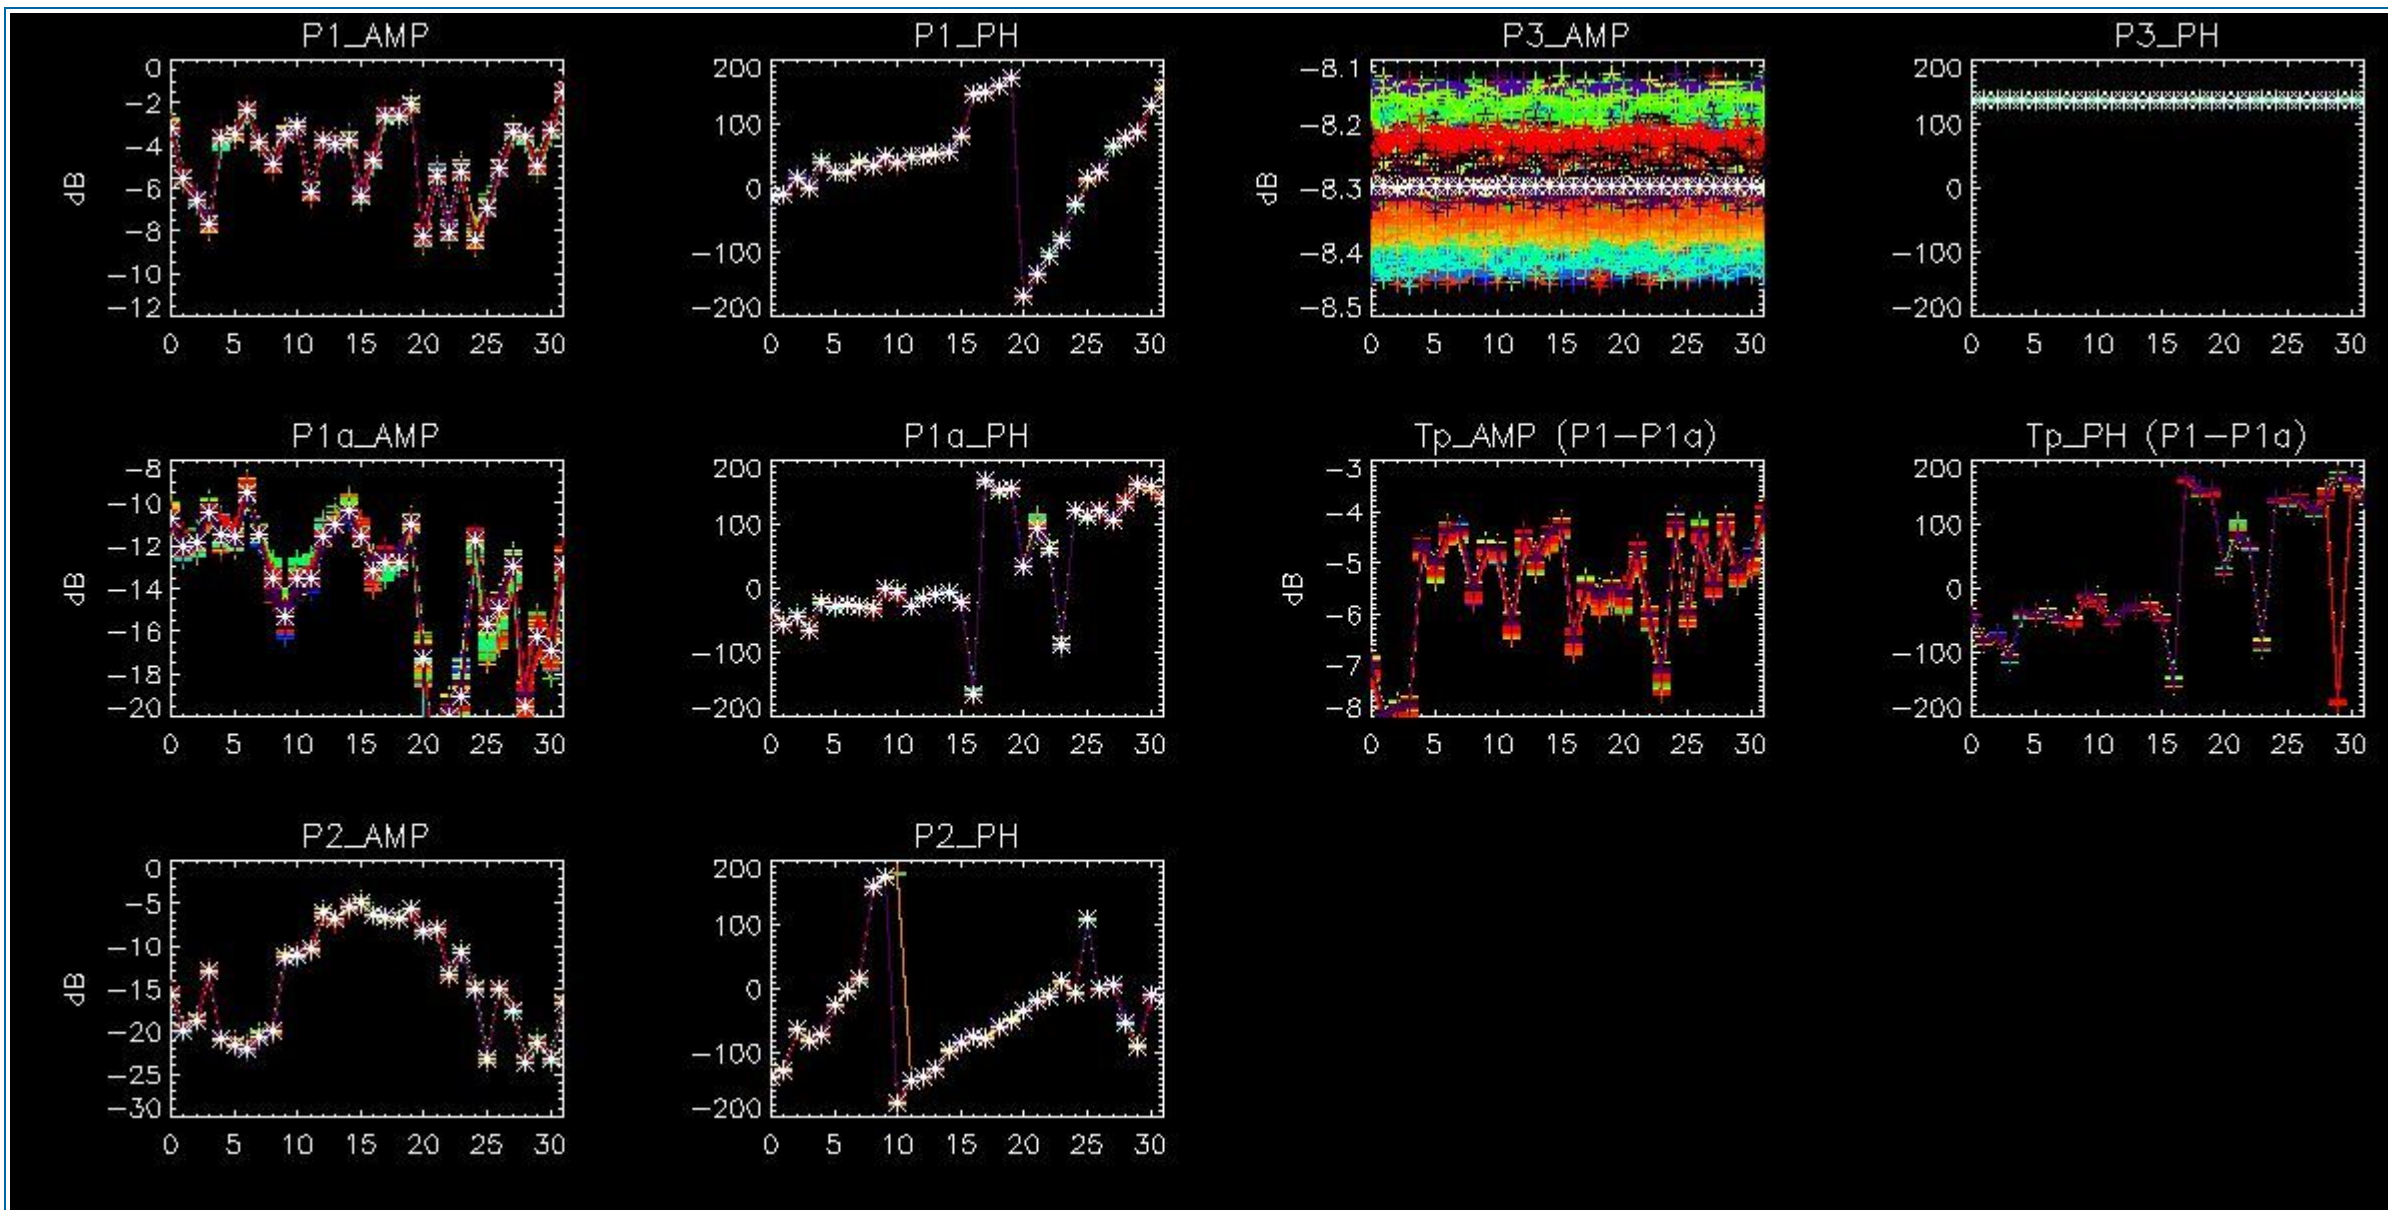 P1_AMP
0
−2
−4
−6
−8
−10
−12
dB
0 5 10 15 20 25 30
P1_PH
200
100
0
−100
−200
0 5 10 15 20 25 30
P3_AMP
−8.1
−8.2
−8.3
−8.4
−8.5
dB
0 5 10 15 20 25 30
P3_PH
200
100
0
−100
−200
0 5 10 15 20 25 30
P1a_AMP
−8
−10
−12
−14
−16
−18
−20
dB
0 5 10 15 20 25 30
P1a_PH
200
100
0
−100
−200
0 5 10 15 20 25 30
Tp_AMP (P1−P1a)
−3
−4
−5
−6
−7
−8
dB
0 5 10 15 20 25 30
Tp_PH (P1−P1a)
200
100
0
−100
−200
0 5 10 15 20 25 30
P2_AMP
0
−5
−10
−15
−20
−25
−30
dB
0 5 10 15 20 25 30
P2_PH
200
100
0
−100
−200
0 5 10 15 20 25 30